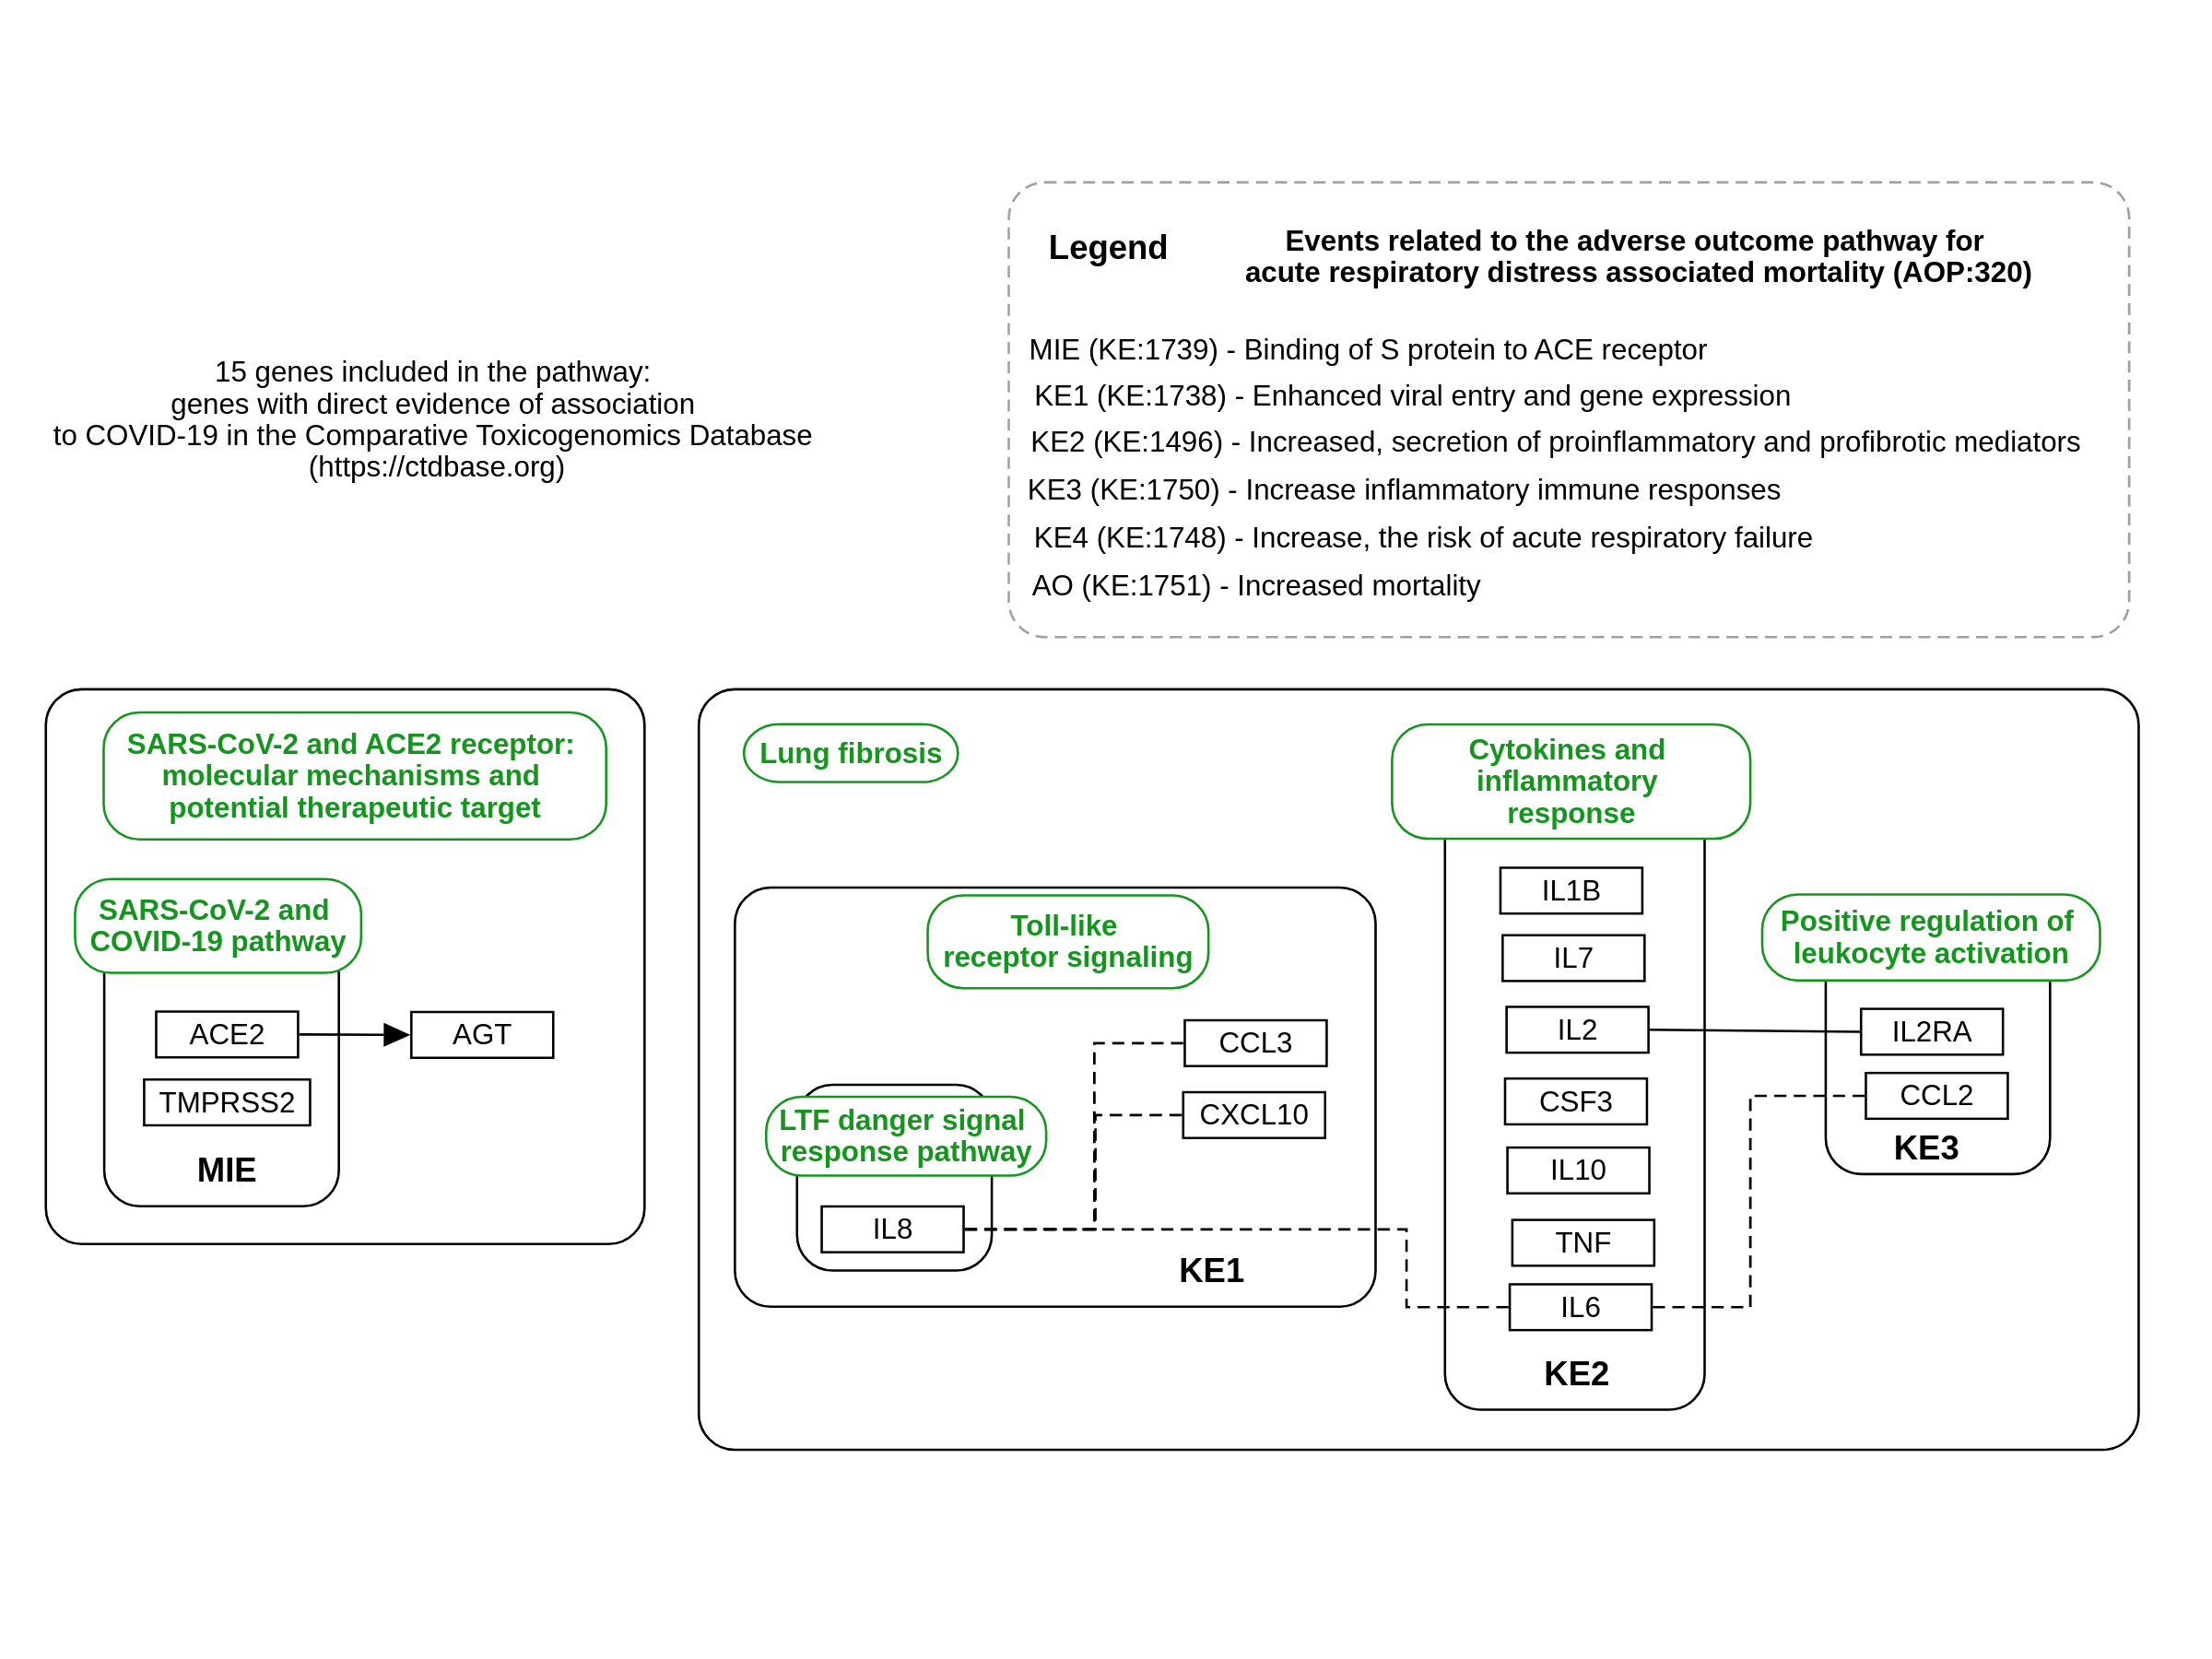 Legend
Events related to the adverse outcome pathway for
acute respiratory distress associated mortality (AOP:320)
MIE (KE:1739) - Binding of S protein to ACE receptor
KE1 (KE:1738) - Enhanced viral entry and gene expression
KE2 (KE:1496) - Increased, secretion of proinflammatory and profibrotic mediators
KE3 (KE:1750) - Increase inflammatory immune responses
KE4 (KE:1748) - Increase, the risk of acute respiratory failure
AO (KE:1751) - Increased mortality
15 genes included in the pathway:
genes with direct evidence of association
to COVID-19 in the Comparative Toxicogenomics Database
(https://ctdbase.org)
SARS-CoV-2 and ACE2 receptor:
molecular mechanisms and
potential therapeutic target
SARS-CoV-2 and
COVID-19 pathway
ACE2
AGT
TMPRSS2
MIE
Lung fibrosis
Toll-like
receptor signaling
CCL3
CXCL10
LTF danger signal
response pathway
IL8
KE1
Cytokines and
inflammatory
response
IL1B
IL7
IL2
CSF3
IL10
TNF
IL6
KE2
Positive regulation of
leukocyte activation
IL2RA
CCL2
KE3